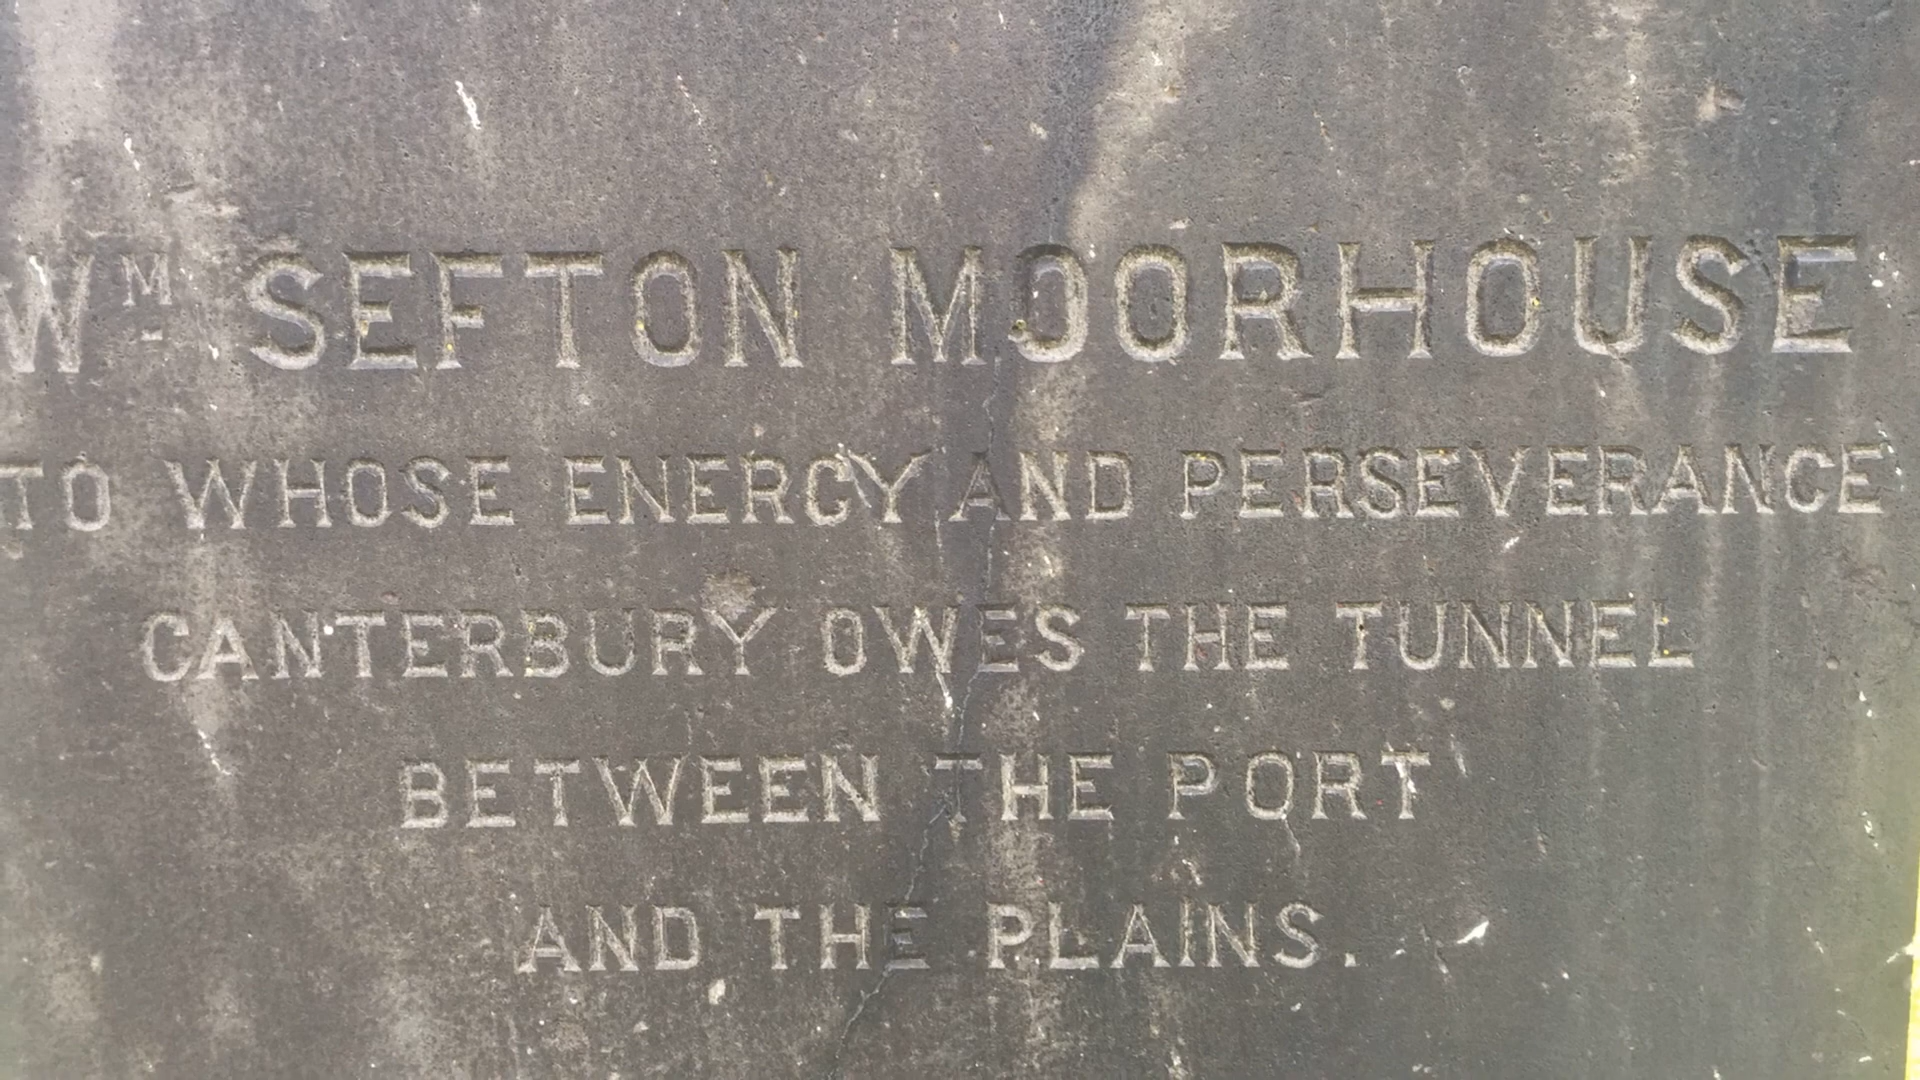 Wᴹ. SEFTON MOORHOUSE
TO WHOSE ENERGY AND PERSEVERANCE
CANTERBURY OWES THE TUNNEL
BETWEEN THE PORT
AND THE PLAINS.